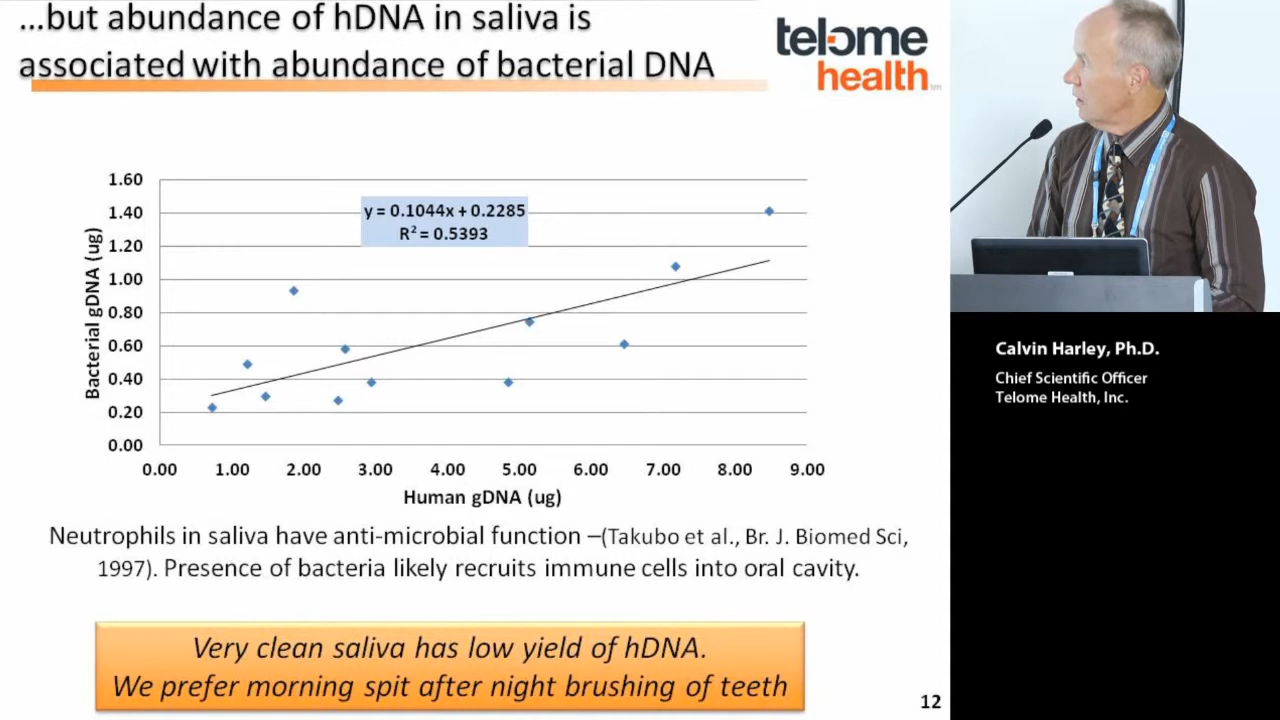 ...but abundance of hDNA in saliva is
associated with abundance of bacterial DNA
telome
health
1.60
1.40
1.20
1.00
0.80
0.60
0.40
0.20
0.00
Bacterial gDNA (ug)
y = 0.1044x + 0.2285
R² = 0.5393
0.00 1.00 2.00 3.00 4.00 5.00 6.00 7.00 8.00 9.00
Human gDNA (ug)
Neutrophils in saliva have anti-microbial function –(Takubo et al., Br. J. Biomed Sci,
1997). Presence of bacteria likely recruits immune cells into oral cavity.
Very clean saliva has low yield of hDNA.
We prefer morning spit after night brushing of teeth
12
Calvin Harley, Ph.D.
Chief Scientific Officer
Telome Health, Inc.